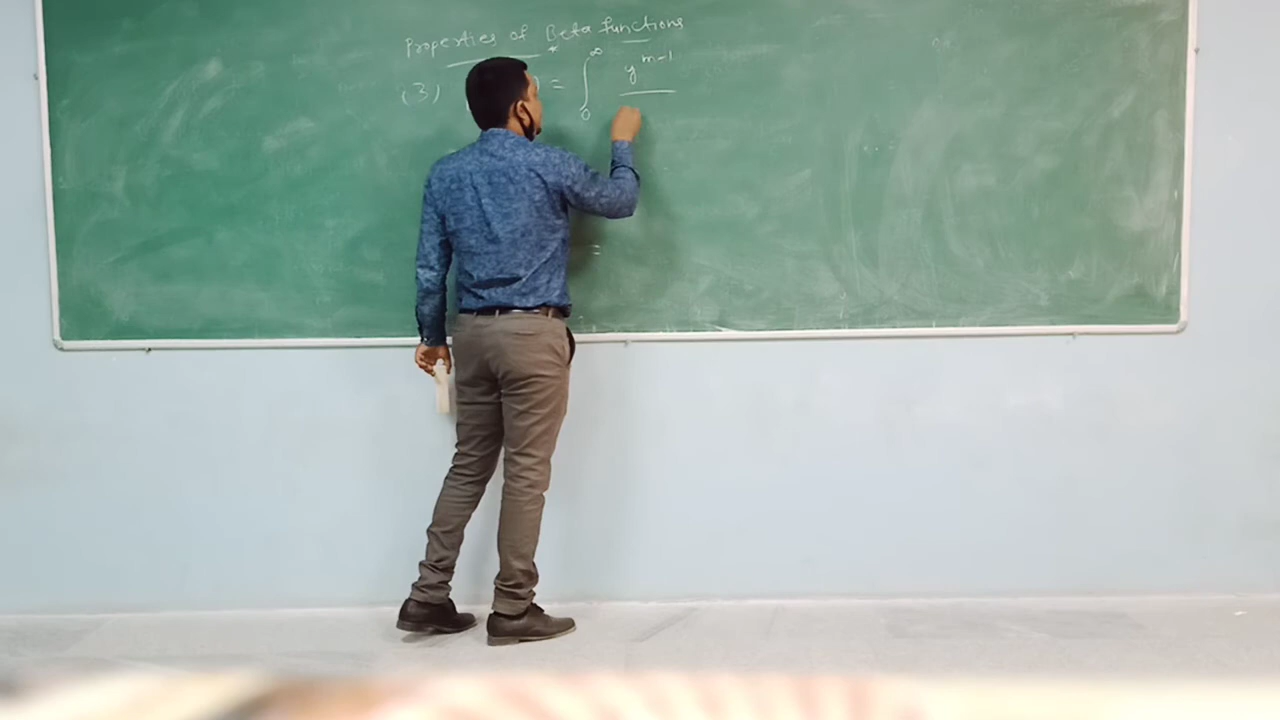 Properties of Beta functions
(3) = ∫₀^∞ y^{m-1}
=